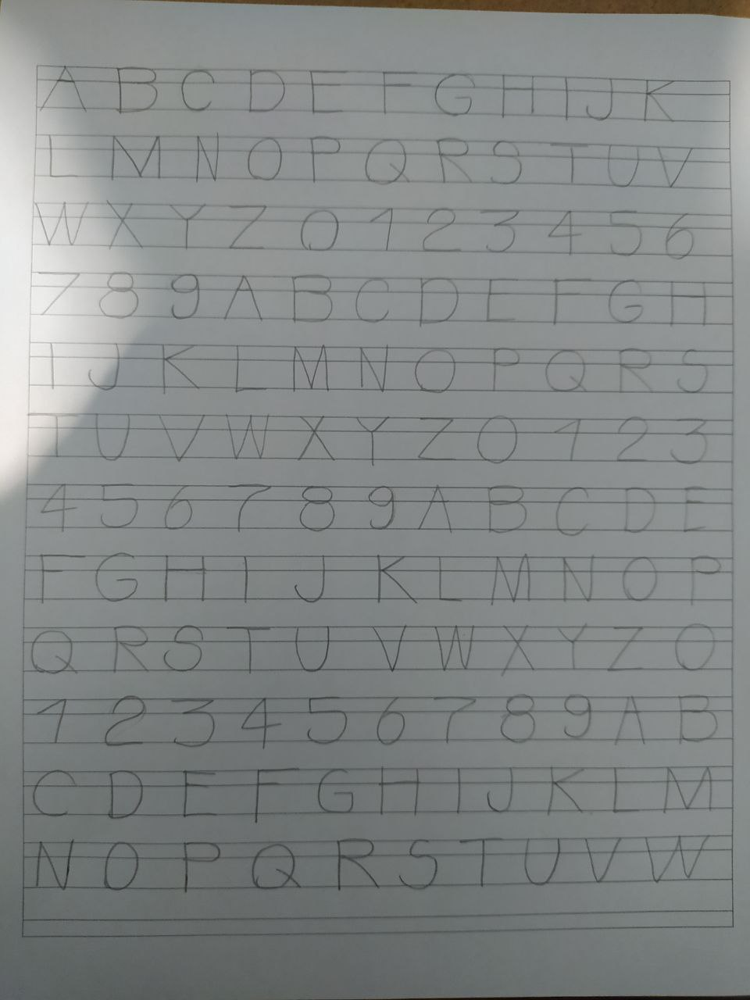 A B C D E F G H I J K
L M N O P Q R S T U V
W X Y Z 0 1 2 3 4 5 6
7 8 9 A B C D E F G H
I J K L M N O P Q R S
T U V W X Y Z 0 1 2 3
4 5 6 7 8 9 A B C D E
F G H I J K L M N O P
Q R S T U V W X Y Z 0
1 2 3 4 5 6 7 8 9 A B
C D E F G H I J K L M
N O P Q R S T U V W